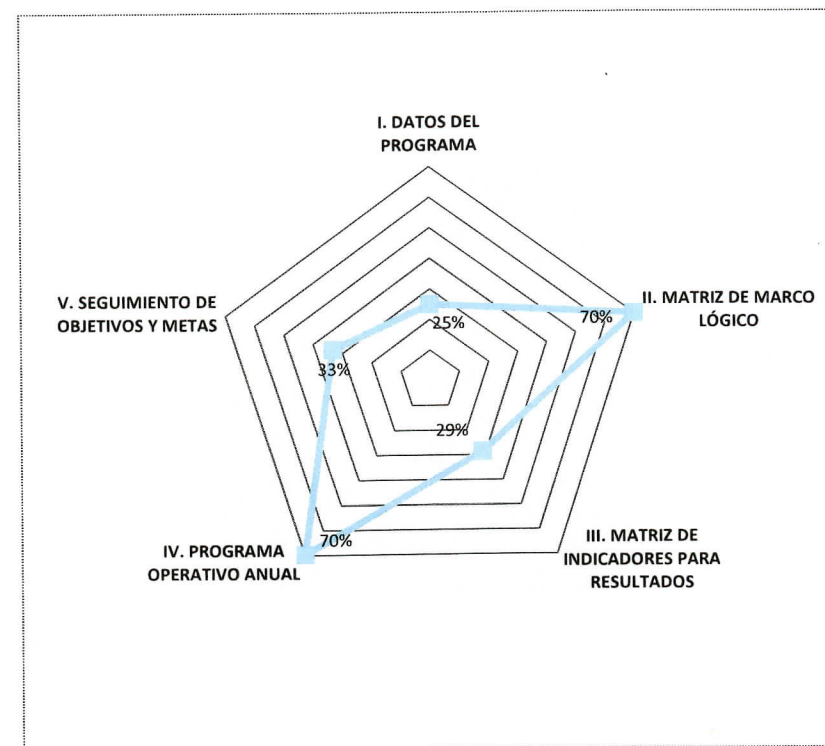 I. DATOS DEL
PROGRAMA
II. MATRIZ DE MARCO
LÓGICO
70%
25%
V. SEGUIMIENTO DE
OBJETIVOS Y METAS
33%
29%
III. MATRIZ DE
INDICADORES PARA
RESULTADOS
70%
IV. PROGRAMA
OPERATIVO ANUAL